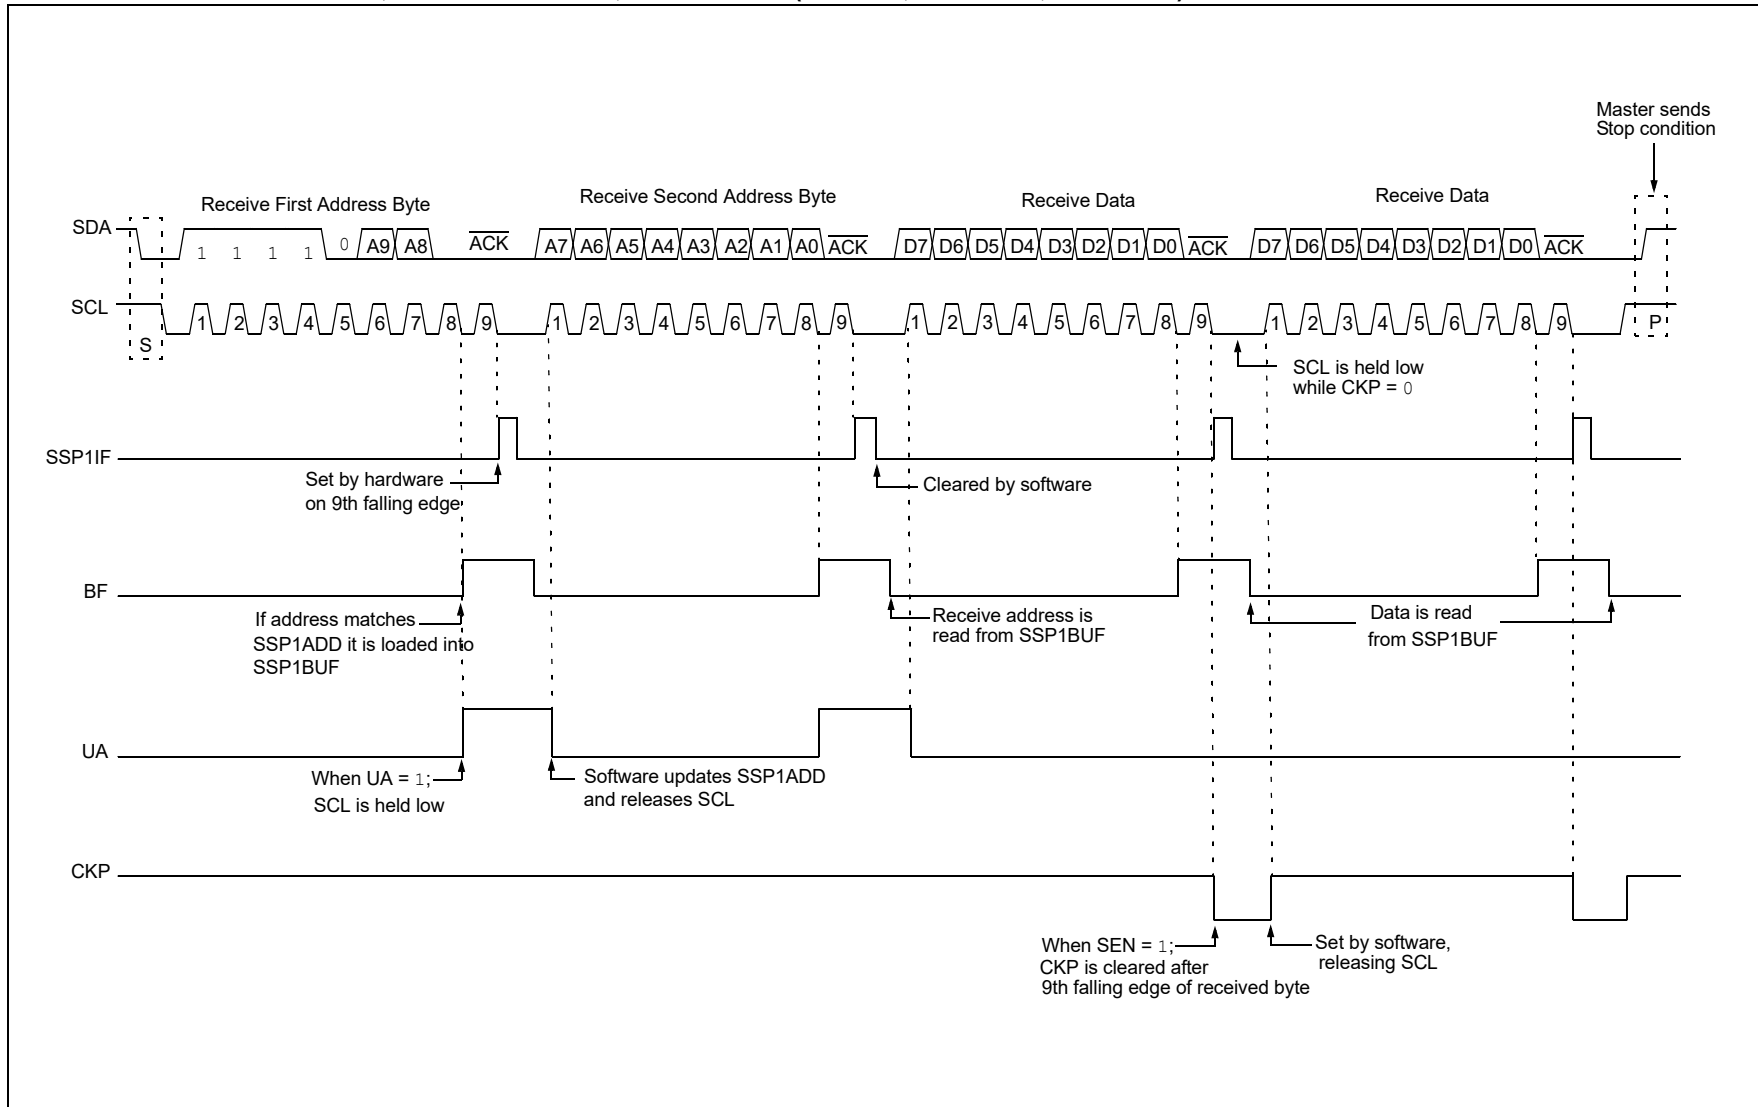 Master sends
Stop condition
Receive First Address Byte
Receive Second Address Byte
Receive Data
Receive Data
SDA
1 1 1 1 0 A9 A8 ACK A7 A6 A5 A4 A3 A2 A1 A0 ACK D7 D6 D5 D4 D3 D2 D1 D0 ACK D7 D6 D5 D4 D3 D2 D1 D0 ACK
SCL
S 1 2 3 4 5 6 7 8 9 1 2 3 4 5 6 7 8 9 1 2 3 4 5 6 7 8 9 1 2 3 4 5 6 7 8 9 P
SCL is held low
while CKP = 0
SSP1IF
Set by hardware
on 9th falling edge
Cleared by software
BF
If address matches
SSP1ADD it is loaded into
SSP1BUF
Receive address is
read from SSP1BUF
Data is read
from SSP1BUF
UA
When UA = 1;
SCL is held low
Software updates SSP1ADD
and releases SCL
CKP
When SEN = 1;
CKP is cleared after
9th falling edge of received byte
Set by software,
releasing SCL